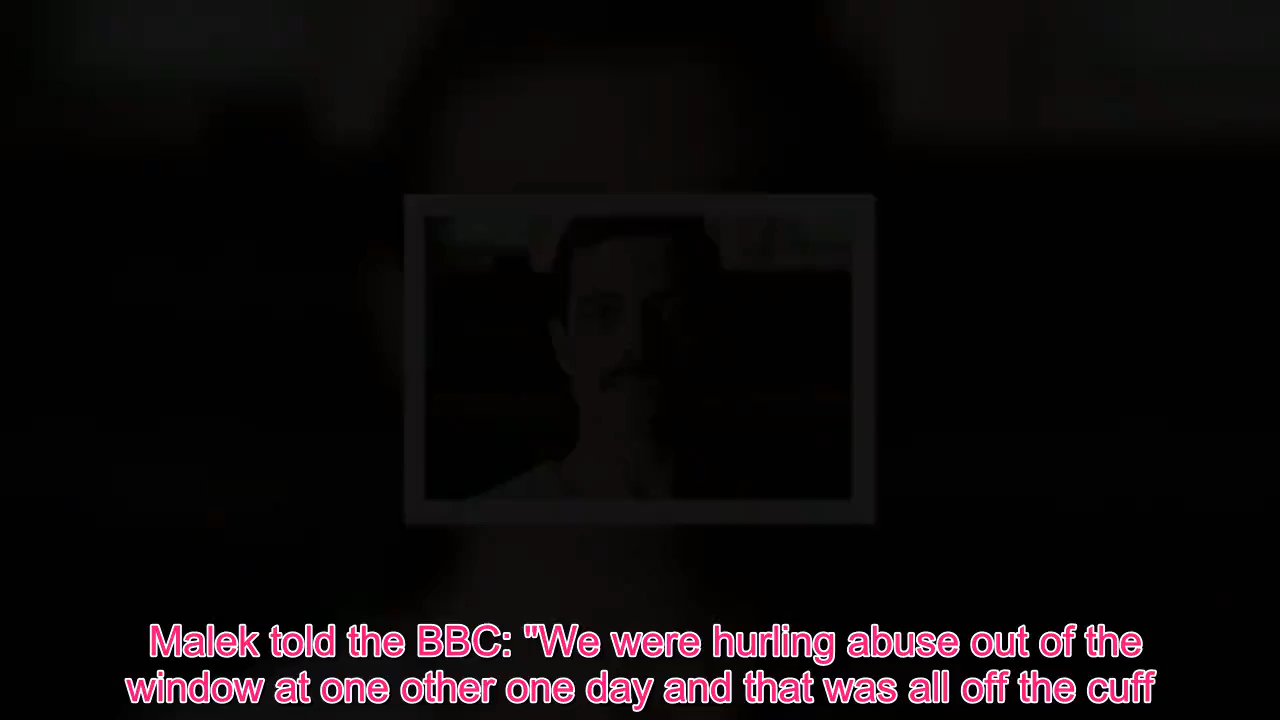 Malek told the BBC: "We were hurling abuse out of the
window at one other one day and that was all off the cuff